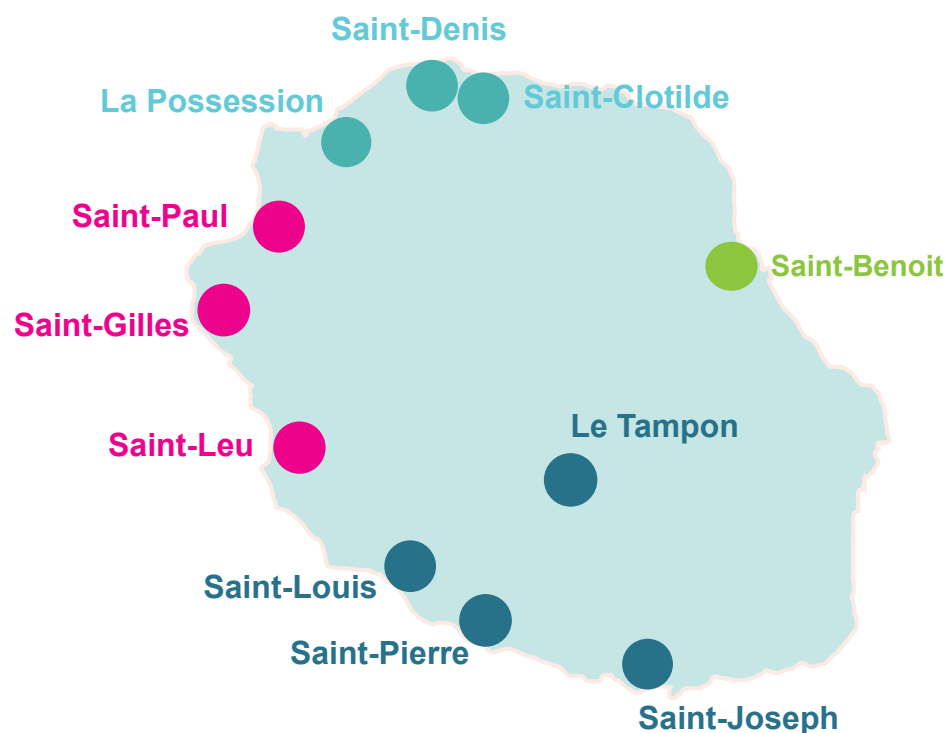 Saint-Denis
La Possession
Saint-Clotilde
Saint-Paul
Saint-Benoit
Saint-Gilles
Le Tampon
Saint-Leu
Saint-Louis
Saint-Pierre
Saint-Joseph